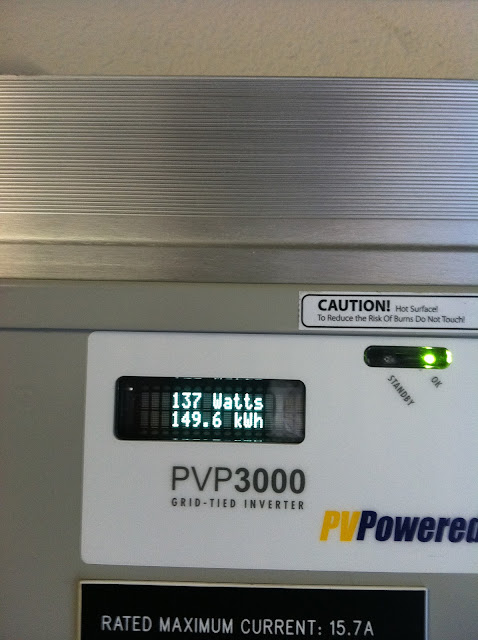 CAUTION! Hot Surface!
To Reduce the Risk Of Burns Do Not Touch!
OK
STANDBY
137 Watts
149.6 kWh
PVP3000
GRID-TIED INVERTER
PVPowered
RATED MAXIMUM CURRENT: 15.7A